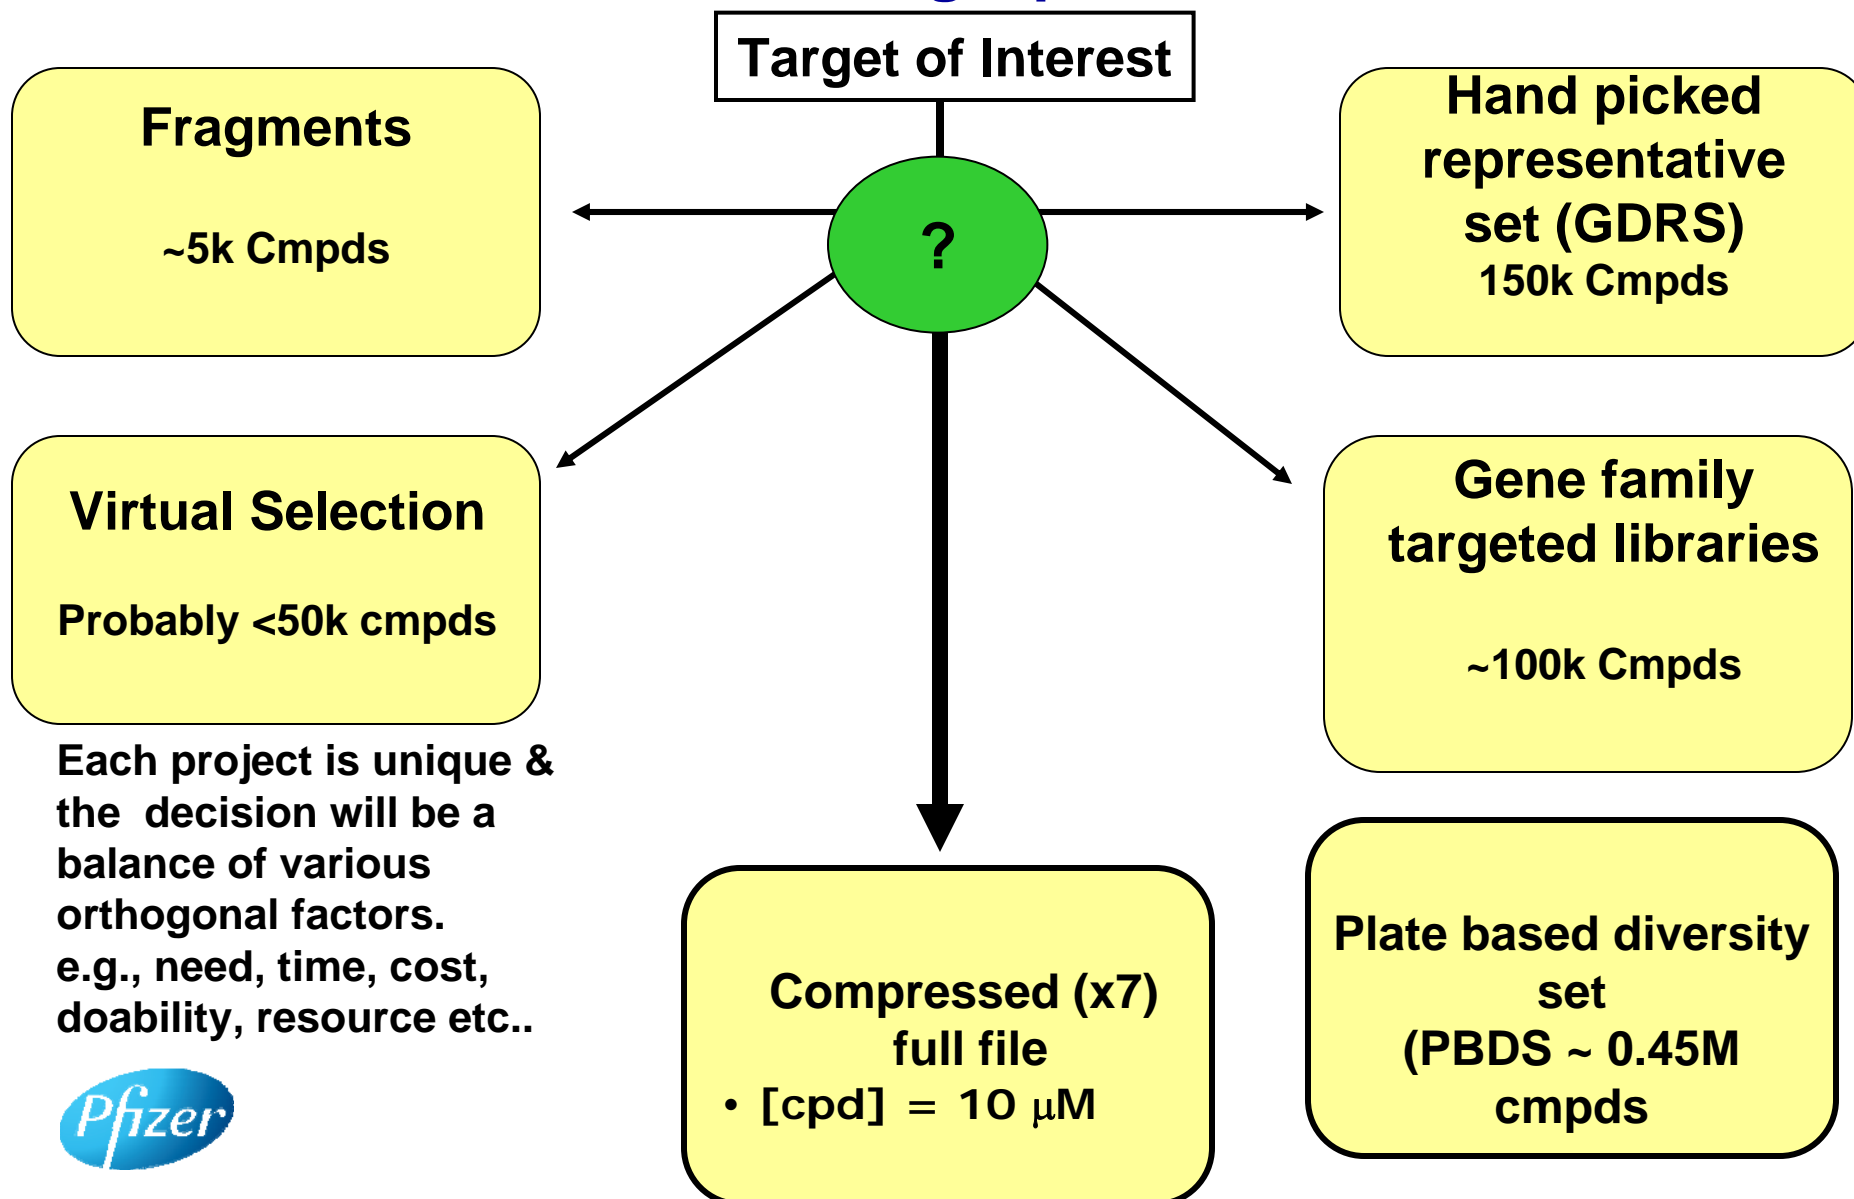 Target of Interest
Fragments
~5k Cmpds
Hand picked
representative
set (GDRS)
150k Cmpds
?
Virtual Selection
Probably <50k cmpds
Gene family
targeted libraries
~100k Cmpds
Each project is unique &
the decision will be a
balance of various
orthogonal factors.
e.g., need, time, cost,
doability, resource etc..
Compressed (x7)
full file
• [cpd] = 10 μM
Plate based diversity
set
(PBDS ~ 0.45M
cmpds
Pfizer